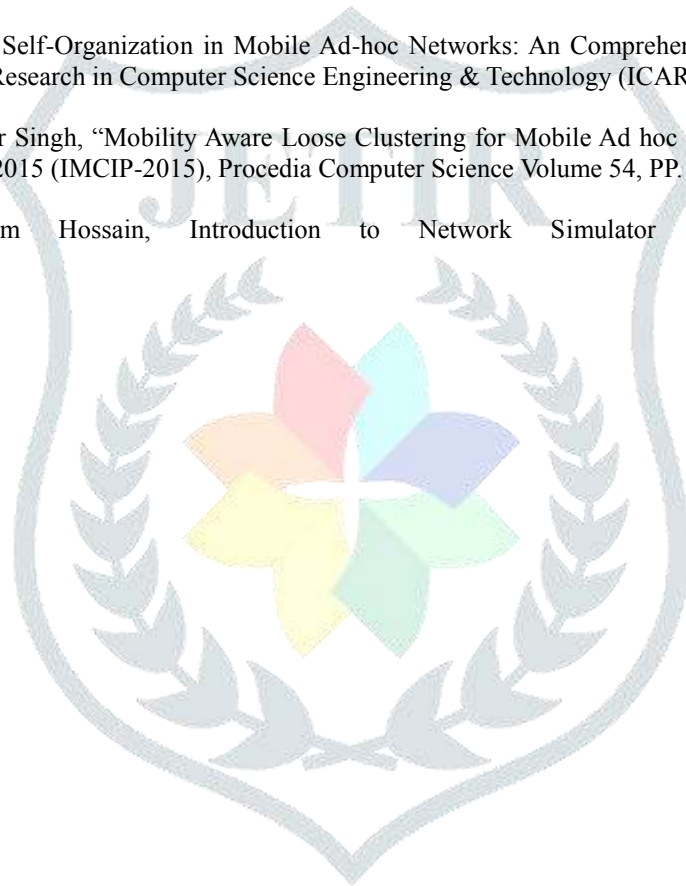 Self-Organization in Mobile Ad-hoc Networks: An Comprehen
Research in Computer Science Engineering & Technology (ICAR
r Singh, “Mobility Aware Loose Clustering for Mobile Ad hoc
2015 (IMCIP-2015), Procedia Computer Science Volume 54, PP.
JETIR
m Hossain, Introduction to Network Simulator